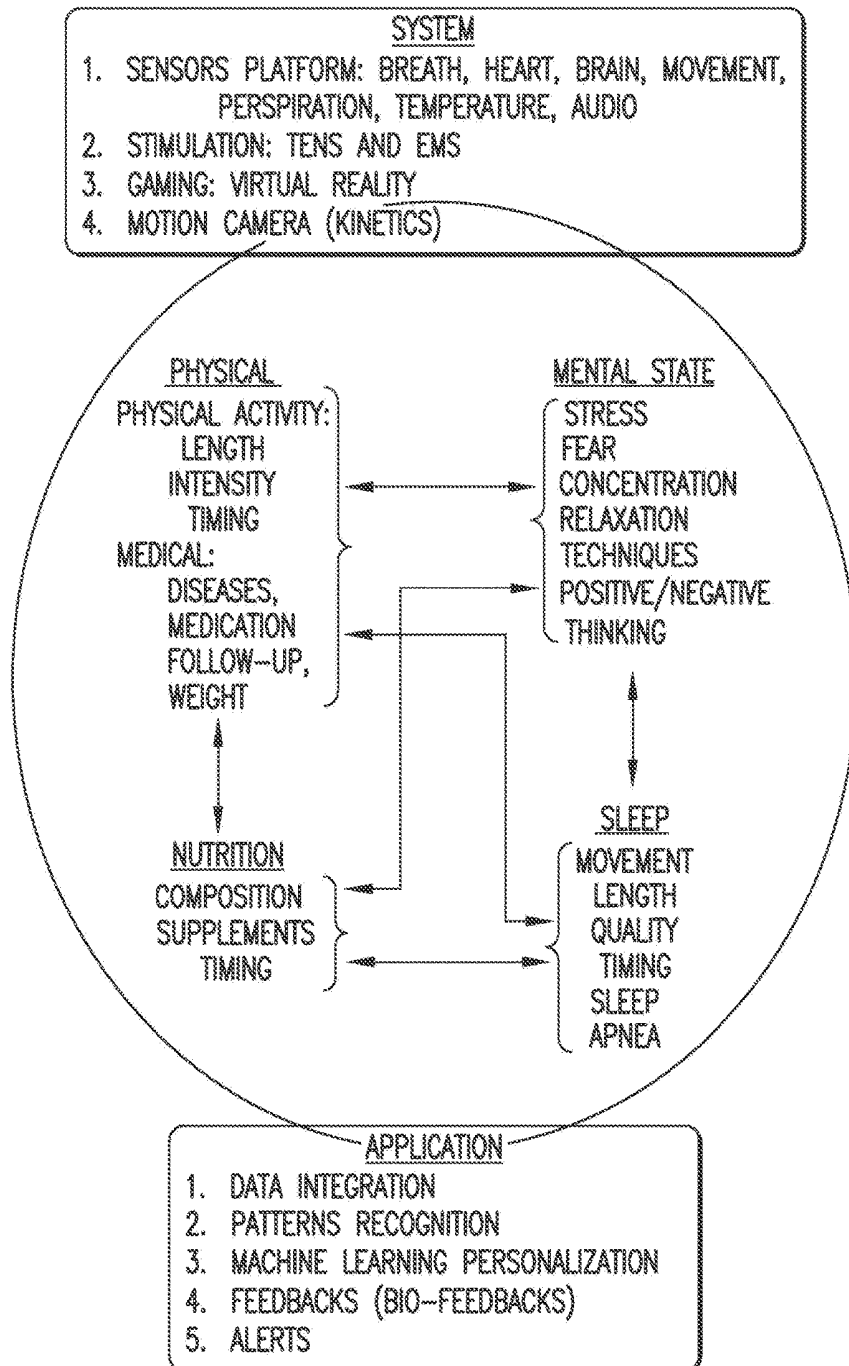 SYSTEM
1. SENSORS PLATFORM: BREATH, HEART, BRAIN, MOVEMENT,
PERSPIRATION, TEMPERATURE, AUDIO
2. STIMULATION: TENS AND EMS
3. GAMING: VIRTUAL REALITY
4. MOTION CAMERA (KINETICS)
PHYSICAL
PHYSICAL ACTIVITY:
LENGTH
INTENSITY
TIMING
MEDICAL:
DISEASES,
MEDICATION
FOLLOW-UP,
WEIGHT
MENTAL STATE
STRESS
FEAR
CONCENTRATION
RELAXATION
TECHNIQUES
POSITIVE/NEGATIVE
THINKING
NUTRITION
COMPOSITION
SUPPLEMENTS
TIMING
SLEEP
MOVEMENT
LENGTH
QUALITY
TIMING
SLEEP
APNEA
APPLICATION
1. DATA INTEGRATION
2. PATTERNS RECOGNITION
3. MACHINE LEARNING PERSONALIZATION
4. FEEDBACKS (BIO-FEEDBACKS)
5. ALERTS